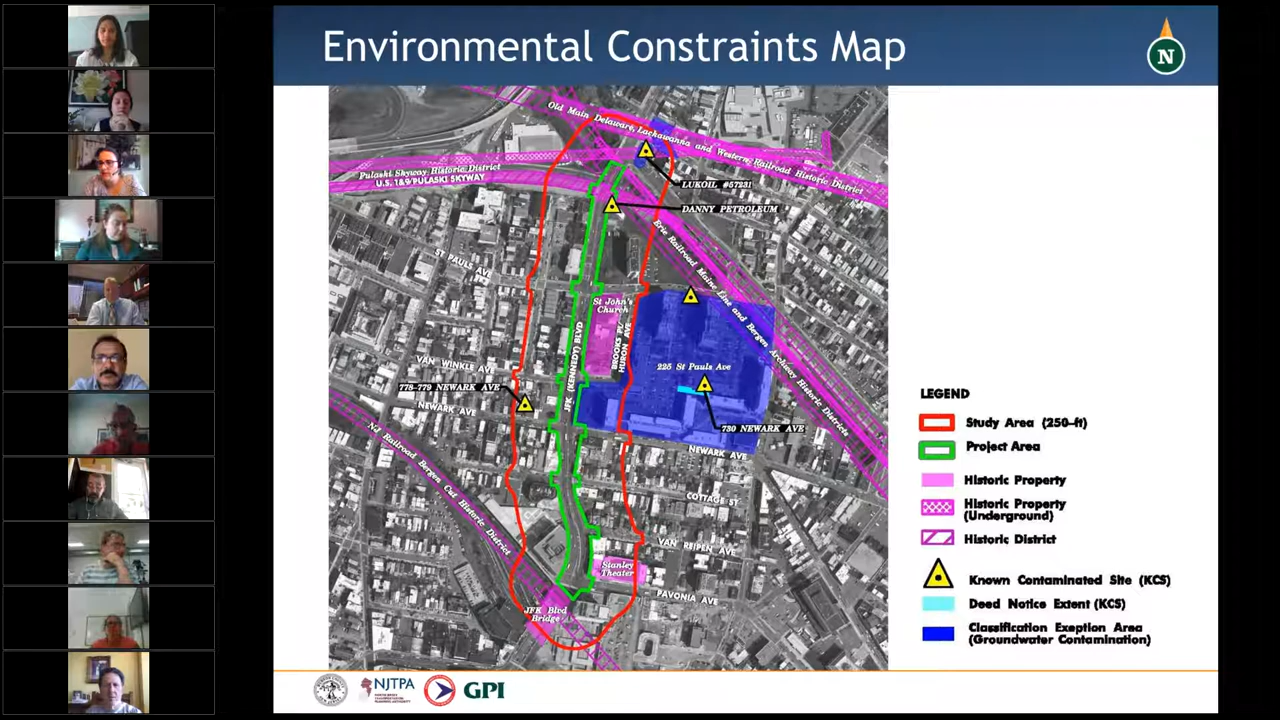 Environmental Constraints Map
N
Old Main Delaware, Lackawanna and Western Railroad Historic District
Pulaski Skyway Historic District
U.S. 1&9/PULASKI SKYWAY
LUKOIL #57231
DANNY PETROLEUM
Erie Railroad Maine Line and Bergen Archway Historic Districts
ST PAULS AVE
St John's
Church
BROOKS PL/
HURON AVE
JFK (KENNEDY) BLVD
VAN WINKLE AVE
225 St Pauls Ave
778-779 NEWARK AVE
NEWARK AVE
730 NEWARK AVE
NEWARK AVE
NJ Railroad Bergen Cut Historic District
COTTAGE ST
VAN REIPEN AVE
Stanley
Theater
PAVONIA AVE
JFK Blvd
Bridge
LEGEND
Study Area (250-ft)
Project Area
Historic Property
Historic Property
(Underground)
Historic District
Known Contaminated Site (KCS)
Deed Notice Extent (KCS)
Classification Exeption Area
(Groundwater Contamination)
NJTPA
GPI